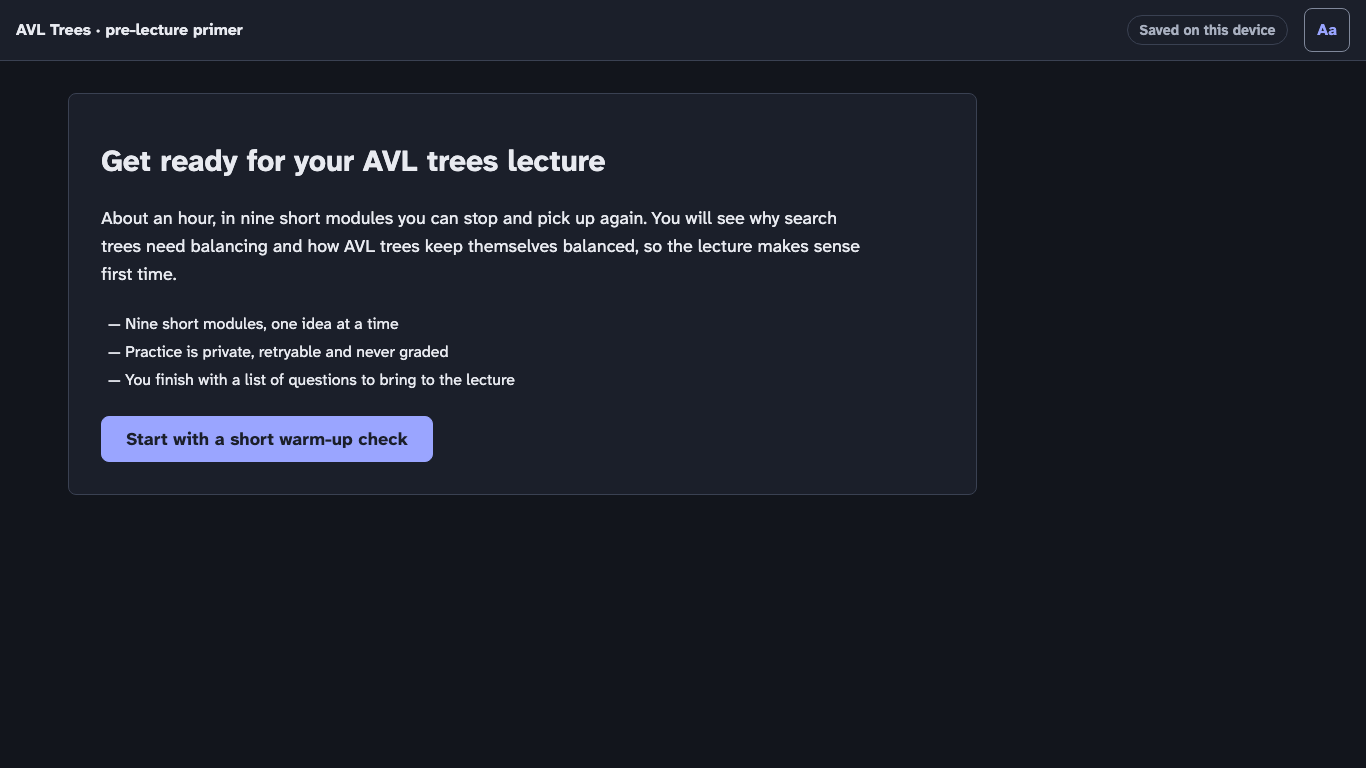 AVL Trees · pre-lecture primer
Saved on this device
Aa
Get ready for your AVL trees lecture
About an hour, in nine short modules you can stop and pick up again. You will see why search
trees need balancing and how AVL trees keep themselves balanced, so the lecture makes sense
first time.
— Nine short modules, one idea at a time
— Practice is private, retryable and never graded
— You finish with a list of questions to bring to the lecture
Start with a short warm-up check